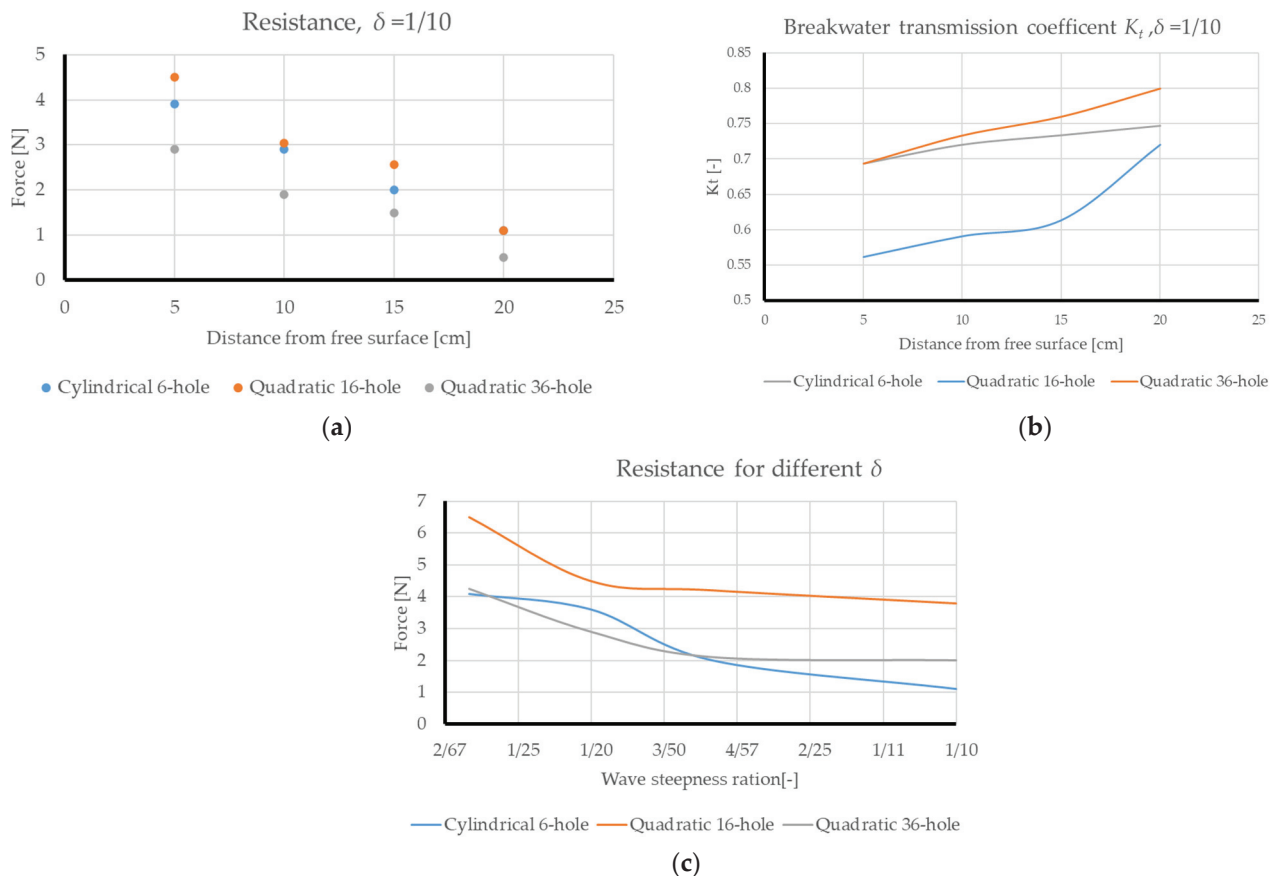 Resistance, δ =1/10
5
4
3
2
1
0
Force [N]
0 5 10 15 20 25
Distance from free surface [cm]
Cylindrical 6-hole Quadratic 16-hole Quadratic 36-hole
(a)
Breakwater transmission coefficent Kt ,δ =1/10
0.85
0.8
0.75
0.7
0.65
0.6
0.55
0.5
Kt [-]
0 5 10 15 20 25
Distance from free surface [cm]
Cylindrical 6-hole Quadratic 16-hole Quadratic 36-hole
(b)
Resistance for different δ
7
6
5
4
3
2
1
0
Force [N]
2/67 1/25 1/20 3/50 4/57 2/25 1/11 1/10
Wave steepness ration[-]
Cylindrical 6-hole Quadratic 16-hole Quadratic 36-hole
(c)